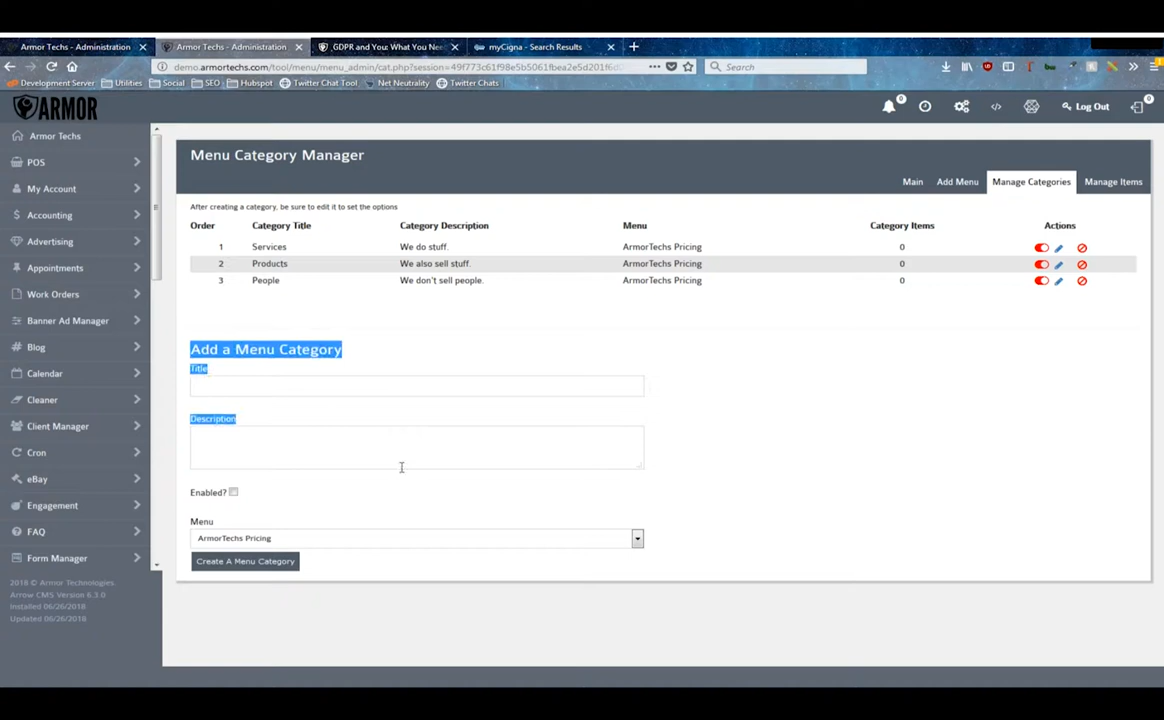 Armor Techs - Administration
Armor Techs - Administration
GDPR and You: What You Nee
myCigna - Search Results
demo.armortechs.com/tool/menu/menu_admin/cat.php?session=49f773c61f98e5b5061fbea2e5d201f6d
Search
Development Server
Utilities
Social
SEO
Hubspot
Twitter Chat Tool
Net Neutrality
Twitter Chats
ARMOR
0
Log Out
0
Armor Techs
POS
My Account
Accounting
Advertising
Appointments
Work Orders
Banner Ad Manager
Blog
Calendar
Cleaner
Client Manager
Cron
eBay
Engagement
FAQ
Form Manager
2018 © Armor Technologies.
Arrow CMS Version 6.3.0
Installed 06/26/2018
Updated 06/26/2018
Menu Category Manager
Main Add Menu Manage Categories Manage Items
After creating a category, be sure to edit it to set the options
Order Category Title Category Description Menu Category Items Actions
1 Services We do stuff. ArmorTechs Pricing 0
2 Products We also sell stuff. ArmorTechs Pricing 0
3 People We don't sell people. ArmorTechs Pricing 0
Add a Menu Category
Title
Description
Enabled?
Menu
ArmorTechs Pricing
Create A Menu Category